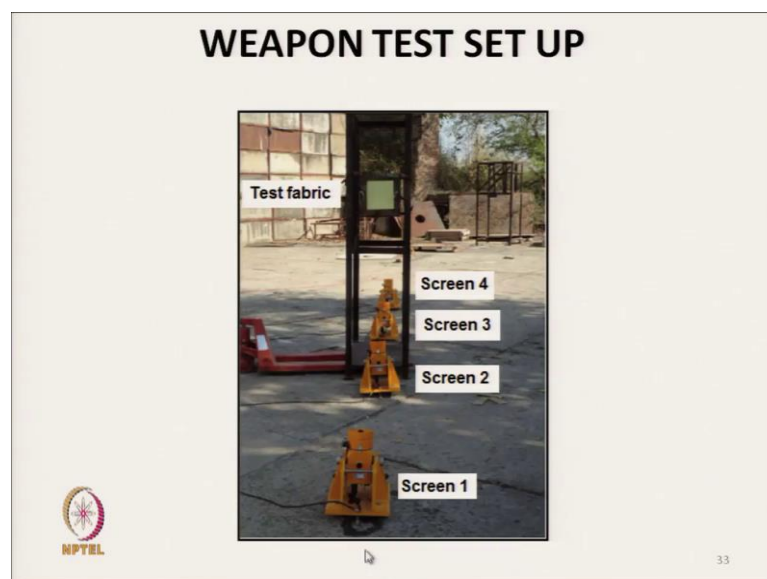 WEAPON TEST SET UP
Test fabric
Screen 4
Screen 3
Screen 2
Screen 1
NPTEL
33